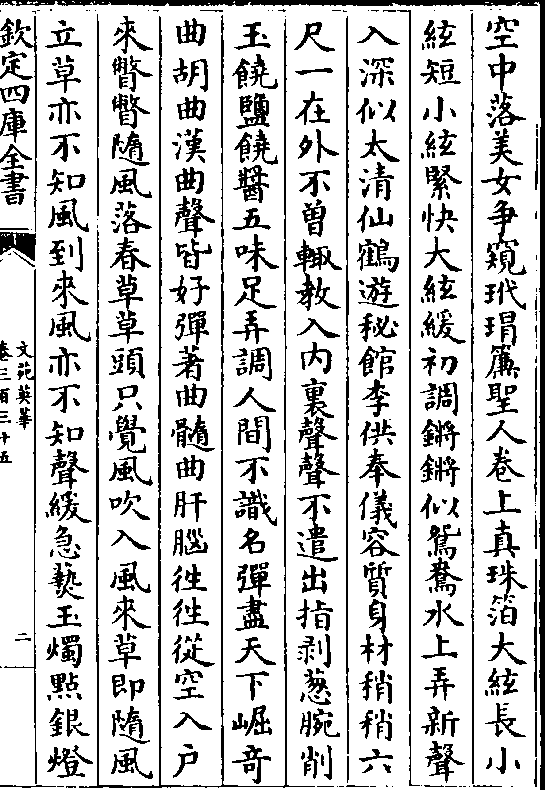 空中落美女争窺玳瑁簾聖人卷上真珠箔大絃長小
絃短小絃緊快大絃緩初調鏘鏘似鴛鴦水上弄新聲
入深似太清仙鶴遊秘館李供奉儀容質身材稍稍六
尺一在外不曽輙教入内裏聲聲不遣出指剥葱腕削
玉饒鹽饒醬五味足弄調人間不識名彈盡天下崛竒
曲胡曲漢曲聲皆好彈著曲髓曲肝腦徃徃從空入户
來瞥瞥隨風落春草草頭只覺風吹入風來草即隨風
立草亦不知風到來風亦不知聲緩急爇玉燭點銀燈
欽定四庫全書
文苑英華
卷三百三十五
二